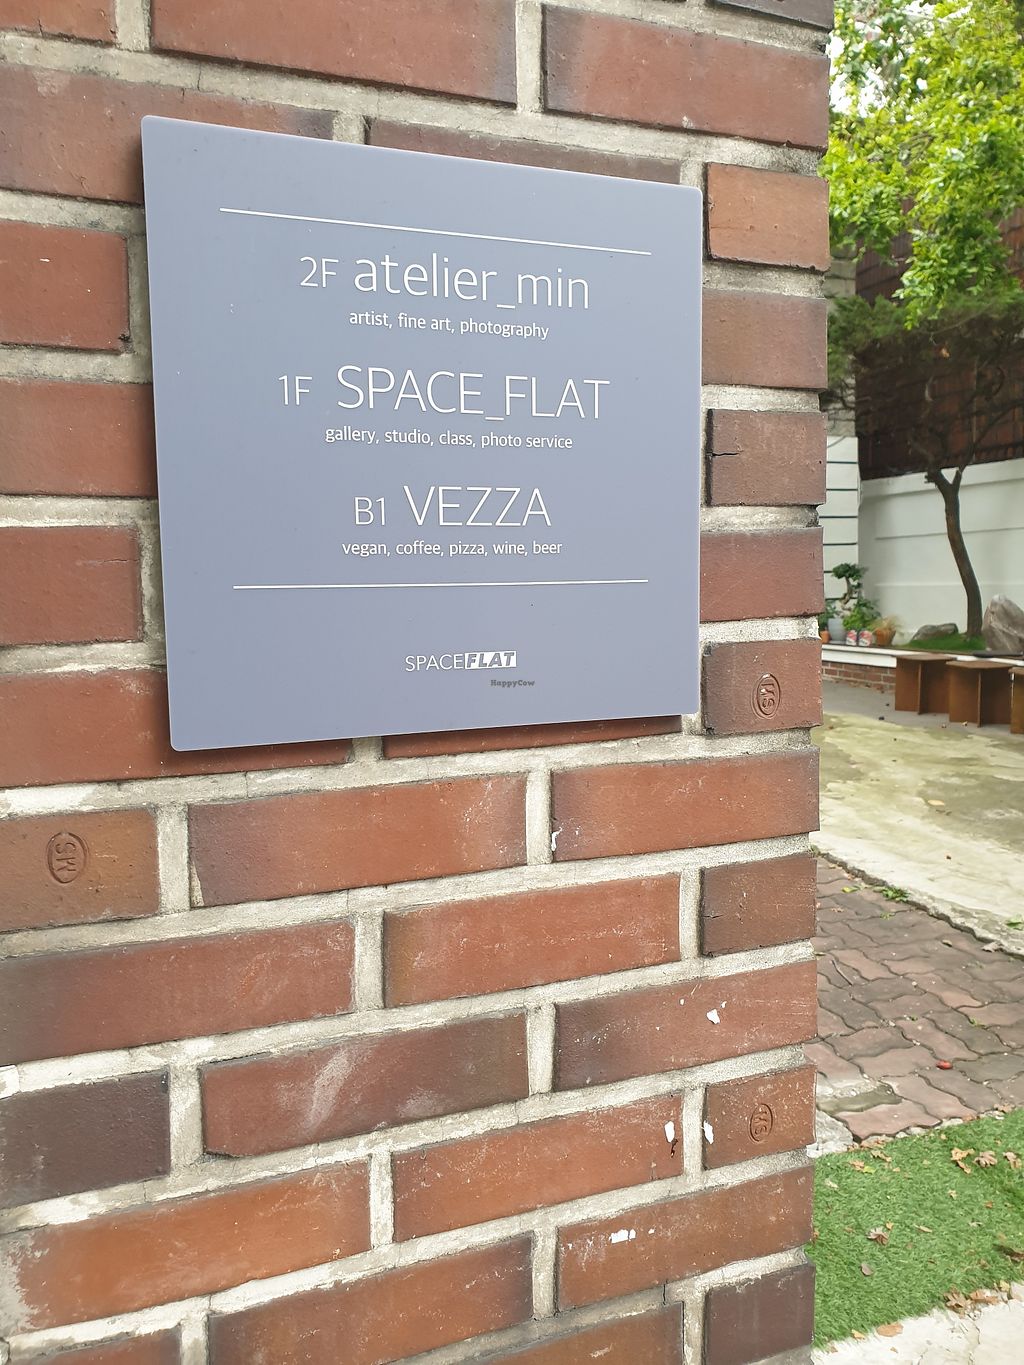 2F atelier_min
artist, fine art, photography
1F SPACE_FLAT
gallery, studio, class, photo service
B1 VEZZA
vegan, coffee, pizza, wine, beer
SPACEFLAT
HappyCow